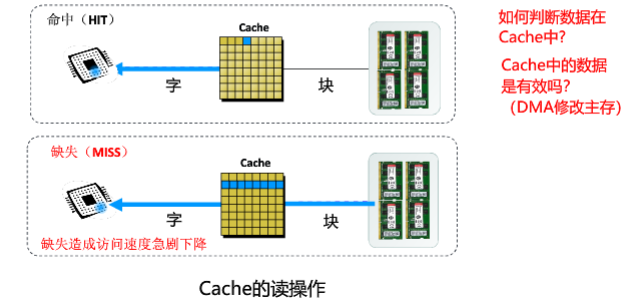 命中（HIT）
Cache
字
块
如何判断数据在
Cache中？
Cache中的数据
是有效吗？
（DMA修改主存）
缺失（MISS）
Cache
字
块
缺失造成访问速度急剧下降
Cache的读操作